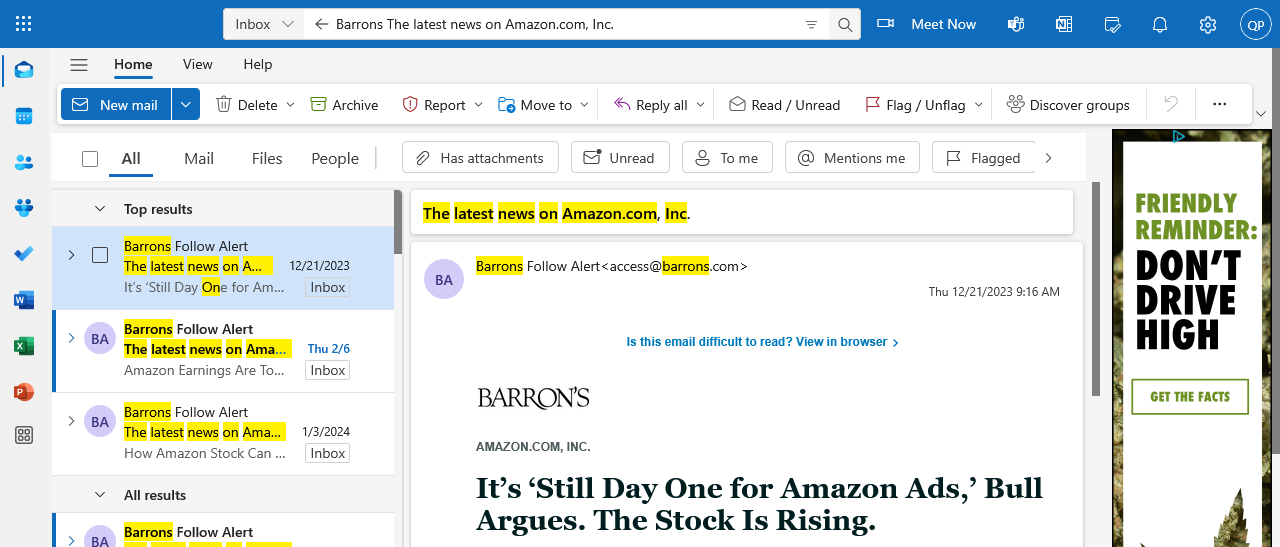 Inbox
Barrons The latest news on Amazon.com, Inc.
Meet Now
QP
Home
View
Help
New mail
Delete
Archive
Report
Move to
Reply all
Read / Unread
Flag / Unflag
Discover groups
All
Mail
Files
People
Has attachments
Unread
To me
Mentions me
Flagged
Top results
Barrons Follow Alert
The latest news on A... 12/21/2023
It's ‘Still Day One for Am... Inbox
BA
Barrons Follow Alert
The latest news on Ama... Thu 2/6
Amazon Earnings Are To... Inbox
BA
Barrons Follow Alert
The latest news on Ama... 1/3/2024
How Amazon Stock Can ... Inbox
All results
BA
Barrons Follow Alert
The latest news on Amazon.com, Inc.
BA
Barrons Follow Alert<access@barrons.com>
Thu 12/21/2023 9:16 AM
Is this email difficult to read? View in browser ›
BARRON'S
AMAZON.COM, INC.
It’s ‘Still Day One for Amazon Ads,’ Bull
Argues. The Stock Is Rising.
FRIENDLY
REMINDER:
DON'T
DRIVE
HIGH
GET THE FACTS